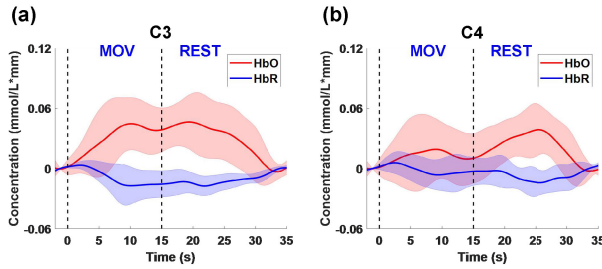 (a)
C3
Concentration (mmol/L*mm)
0.12
0.06
0
-0.06
MOV
REST
HbO
HbR
0 5 10 15 20 25 30 35
Time (s)
(b)
C4
Concentration (mmol/L*mm)
0.12
0.06
0
-0.06
MOV
REST
HbO
HbR
0 5 10 15 20 25 30 35
Time (s)